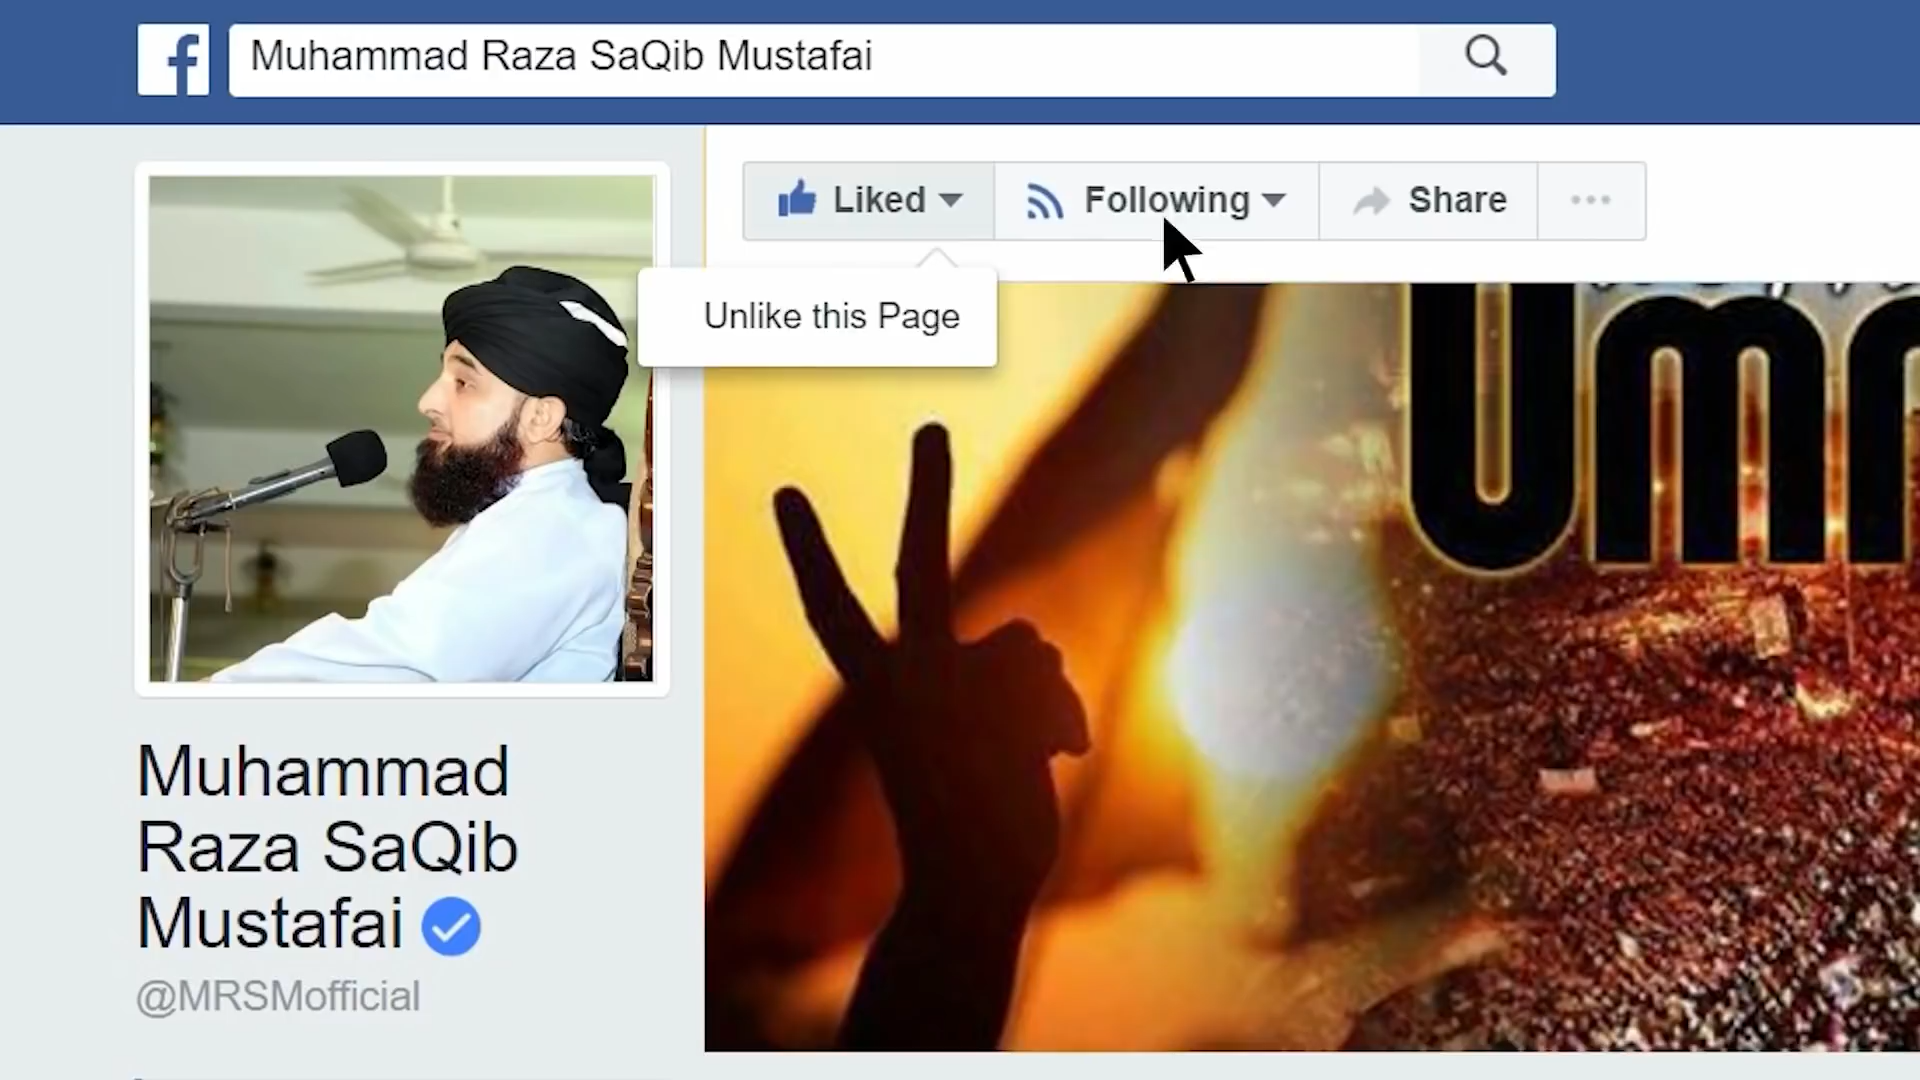 Muhammad Raza SaQib Mustafai
Liked
Following
Share
Unlike this Page
Muhammad
Raza SaQib
Mustafai
@MRSMofficial